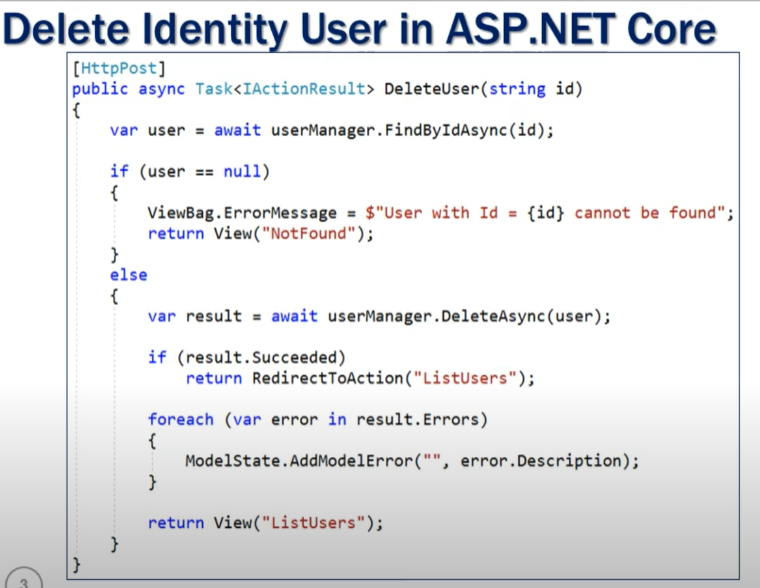 Delete Identity User in ASP.NET Core
[HttpPost]
public async Task<IActionResult> DeleteUser(string id)
{
    var user = await userManager.FindByIdAsync(id);

    if (user == null)
    {
        ViewBag.ErrorMessage = $"User with Id = {id} cannot be found";
        return View("NotFound");
    }
    else
    {
        var result = await userManager.DeleteAsync(user);

        if (result.Succeeded)
            return RedirectToAction("ListUsers");

        foreach (var error in result.Errors)
        {
            ModelState.AddModelError("", error.Description);
        }

        return View("ListUsers");
    }
}
3